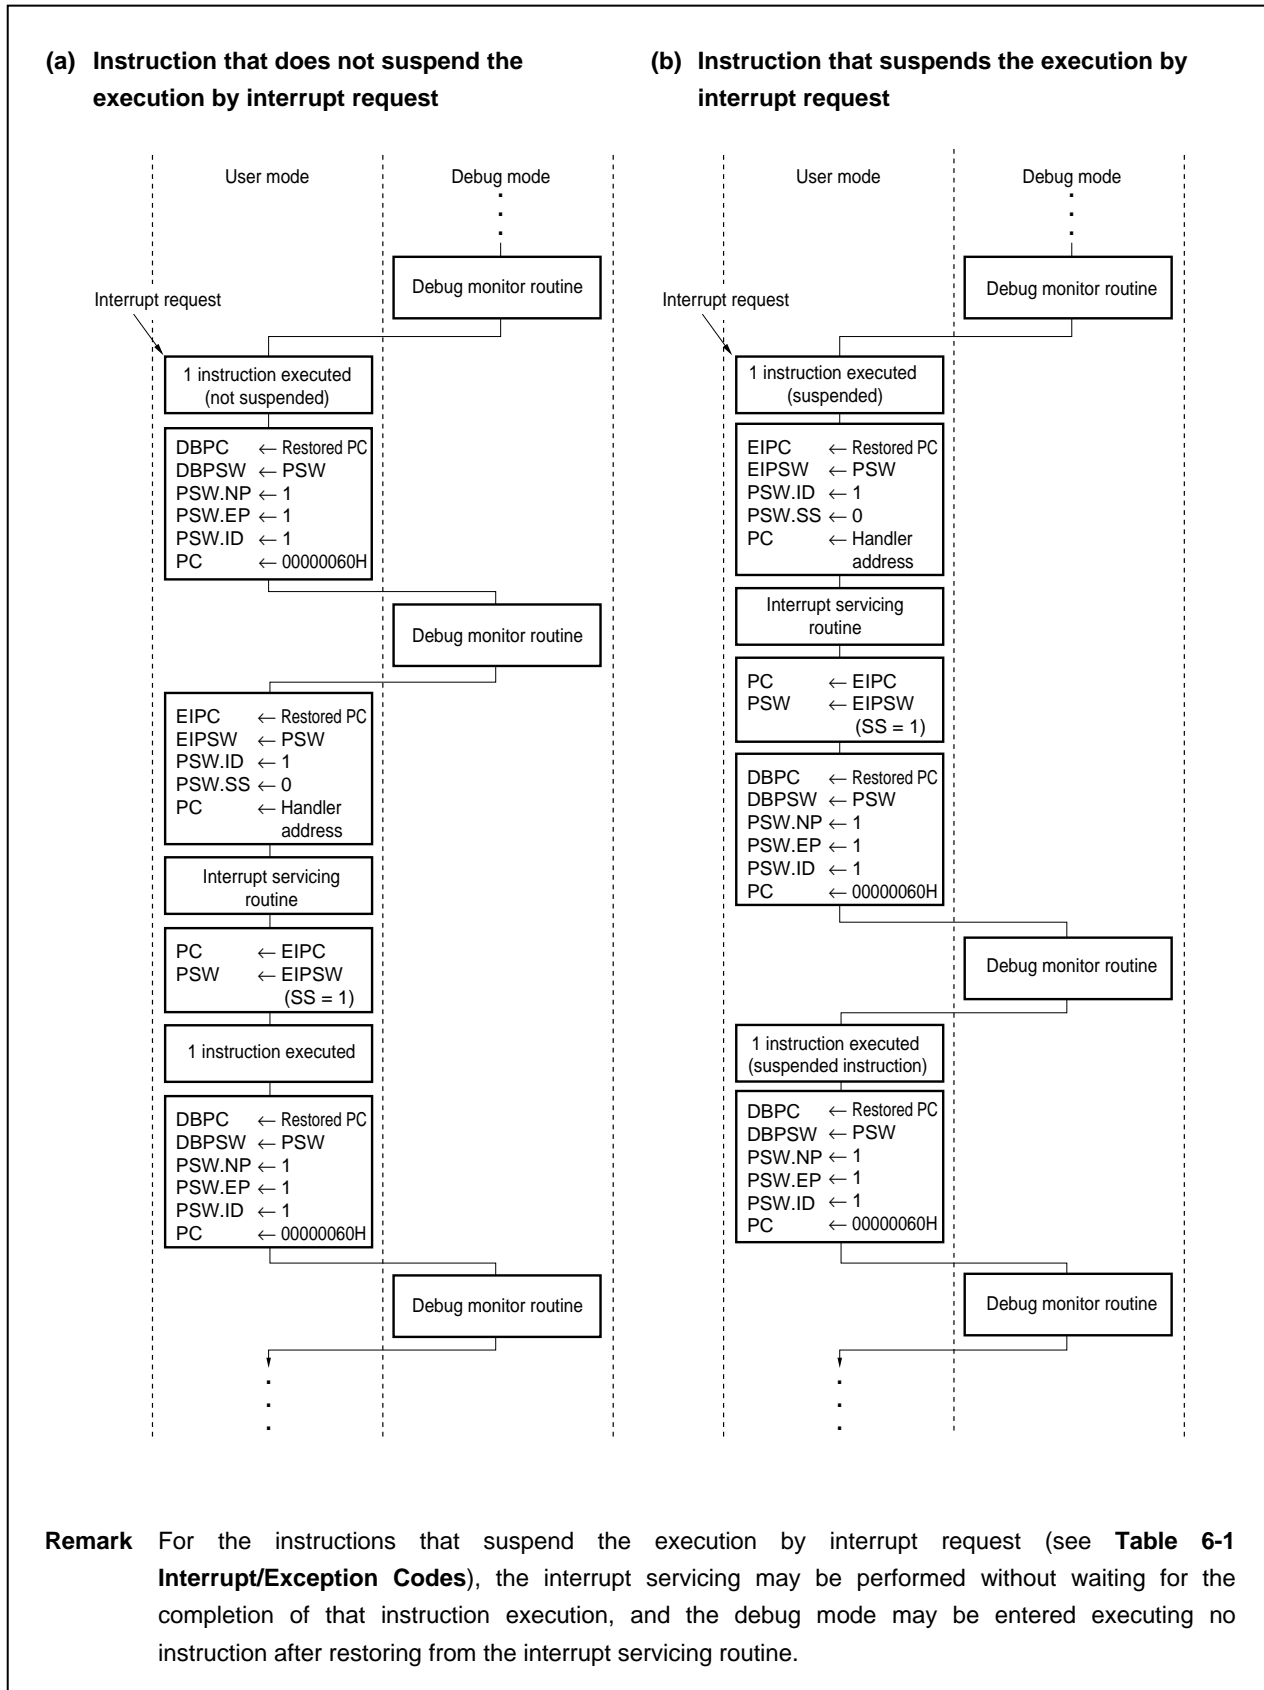 (a) Instruction that does not suspend the
execution by interrupt request
User mode
Debug mode
.
.
.
Debug monitor routine
Interrupt request
1 instruction executed
(not suspended)
DBPC ← Restored PC
DBPSW ← PSW
PSW.NP ← 1
PSW.EP ← 1
PSW.ID ← 1
PC ← 00000060H
Debug monitor routine
EIPC ← Restored PC
EIPSW ← PSW
PSW.ID ← 1
PSW.SS ← 0
PC ← Handler
address
Interrupt servicing
routine
PC ← EIPC
PSW ← EIPSW
(SS = 1)
1 instruction executed
DBPC ← Restored PC
DBPSW ← PSW
PSW.NP ← 1
PSW.EP ← 1
PSW.ID ← 1
PC ← 00000060H
Debug monitor routine
.
.
.
(b) Instruction that suspends the execution by
interrupt request
User mode
Debug mode
.
.
.
Debug monitor routine
Interrupt request
1 instruction executed
(suspended)
EIPC ← Restored PC
EIPSW ← PSW
PSW.ID ← 1
PSW.SS ← 0
PC ← Handler
address
Interrupt servicing
routine
PC ← EIPC
PSW ← EIPSW
(SS = 1)
DBPC ← Restored PC
DBPSW ← PSW
PSW.NP ← 1
PSW.EP ← 1
PSW.ID ← 1
PC ← 00000060H
Debug monitor routine
1 instruction executed
(suspended instruction)
DBPC ← Restored PC
DBPSW ← PSW
PSW.NP ← 1
PSW.EP ← 1
PSW.ID ← 1
PC ← 00000060H
Debug monitor routine
.
.
.
Remark For the instructions that suspend the execution by interrupt request (see Table 6-1
Interrupt/Exception Codes), the interrupt servicing may be performed without waiting for the
completion of that instruction execution, and the debug mode may be entered executing no
instruction after restoring from the interrupt servicing routine.